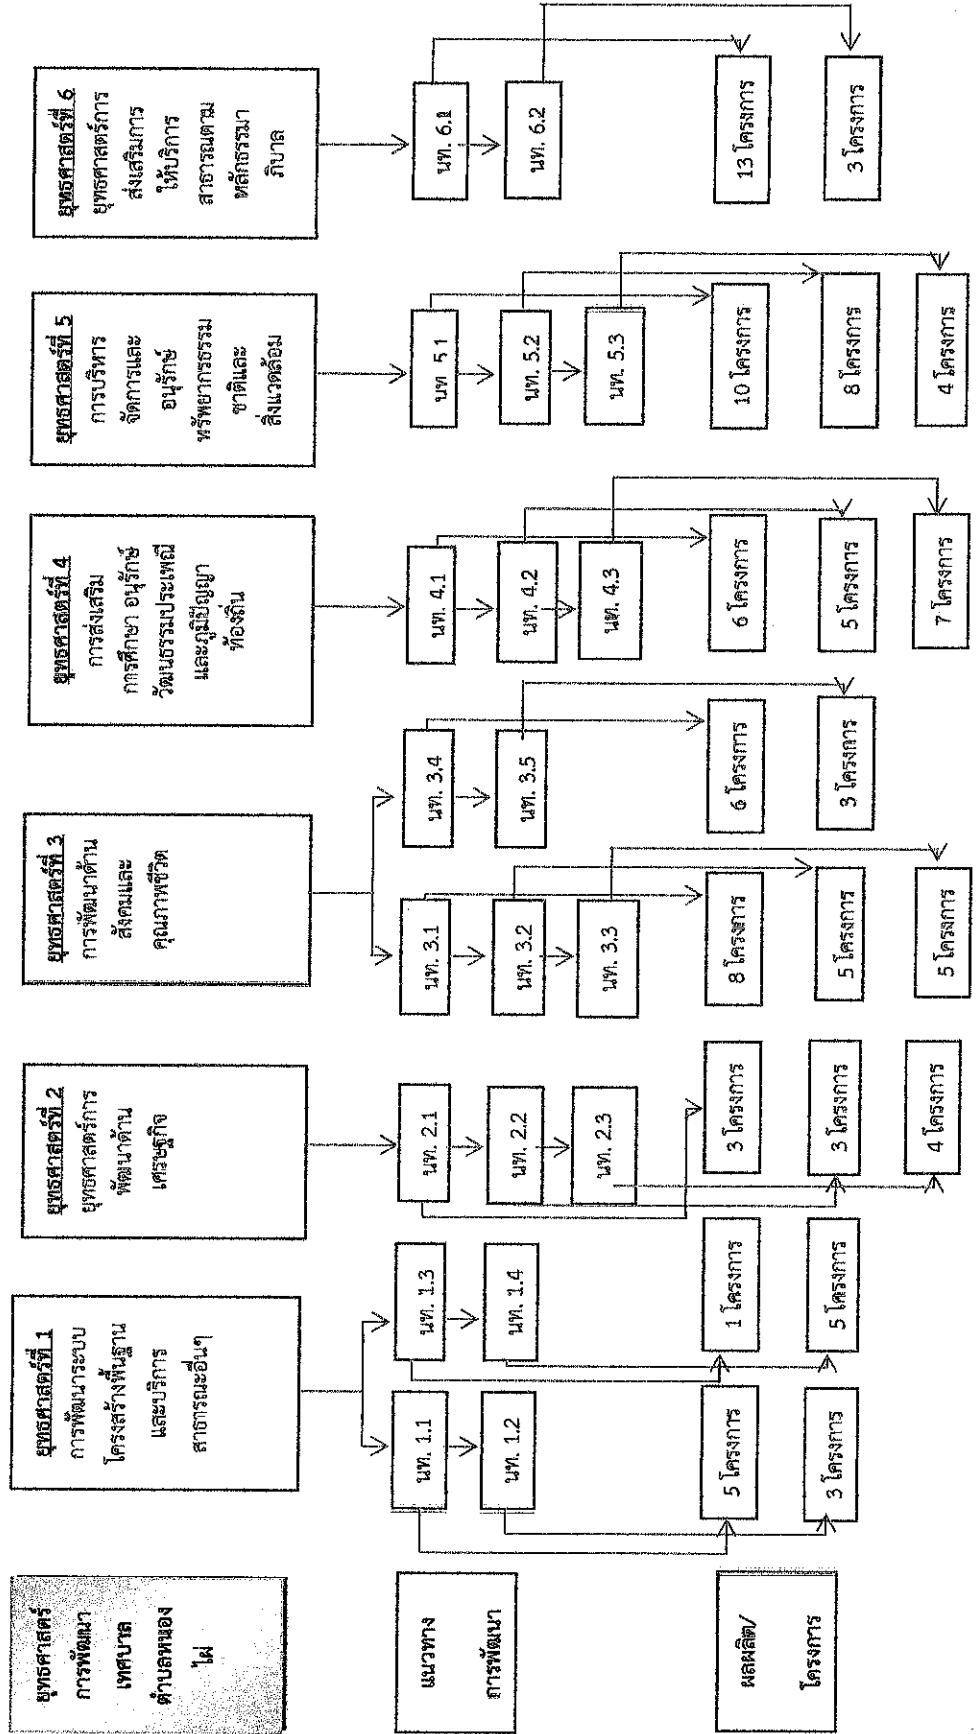 ยุทธศาสตร์
การพัฒนา
เทศบาล
ตำบลหนอง
ไผ่
ยุทธศาสตร์ที่ 1
การพัฒนาระบบ
โครงสร้างพื้นฐาน
และบริการ
สาธารณะอื่นๆ
ยุทธศาสตร์ที่ 2
ยุทธศาสตร์การ
พัฒนาด้าน
เศรษฐกิจ
ยุทธศาสตร์ที่ 3
การพัฒนาด้าน
สังคมและ
คุณภาพชีวิต
ยุทธศาสตร์ที่ 4
การส่งเสริม
การศึกษา อนุรักษ์
วัฒนธรรมประเพณี
และภูมิปัญญา
ท้องถิ่น
ยุทธศาสตร์ที่ 5
การบริหาร
จัดการและ
อนุรักษ์
ทรัพยากรธรรม
ชาติและ
สิ่งแวดล้อม
ยุทธศาสตร์ที่ 6
ยุทธศาสตร์การ
ส่งเสริมการ
ให้บริการ
สาธารณตาม
หลักธรรมา
ภิบาล
แนวทาง
การพัฒนา
นท. 1.1
นท. 1.3
นท. 2.1
นท. 3.1
นท. 3.4
นท. 4.1
นท 5.1
นท. 6.1
นท. 1.2
นท. 1.4
นท. 2.2
นท. 3.2
นท. 3.5
นท. 4.2
นท. 5.2
นท. 6.2
นท. 2.3
นท. 3.3
นท. 4.3
นท. 5.3
ผลผลิต/
โครงการ
5 โครงการ
1 โครงการ
3 โครงการ
8 โครงการ
6 โครงการ
6 โครงการ
10 โครงการ
13 โครงการ
3 โครงการ
5 โครงการ
3 โครงการ
5 โครงการ
3 โครงการ
5 โครงการ
8 โครงการ
3 โครงการ
4 โครงการ
5 โครงการ
7 โครงการ
4 โครงการ